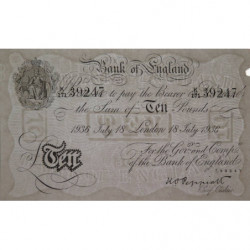 Bank of England
39247
39247
to pay the Bearer
the Sum of Ten Pounds
1936 July 18 London 18 July 1936
For the Govr. and Compa.
of the Bank of England
£Ten